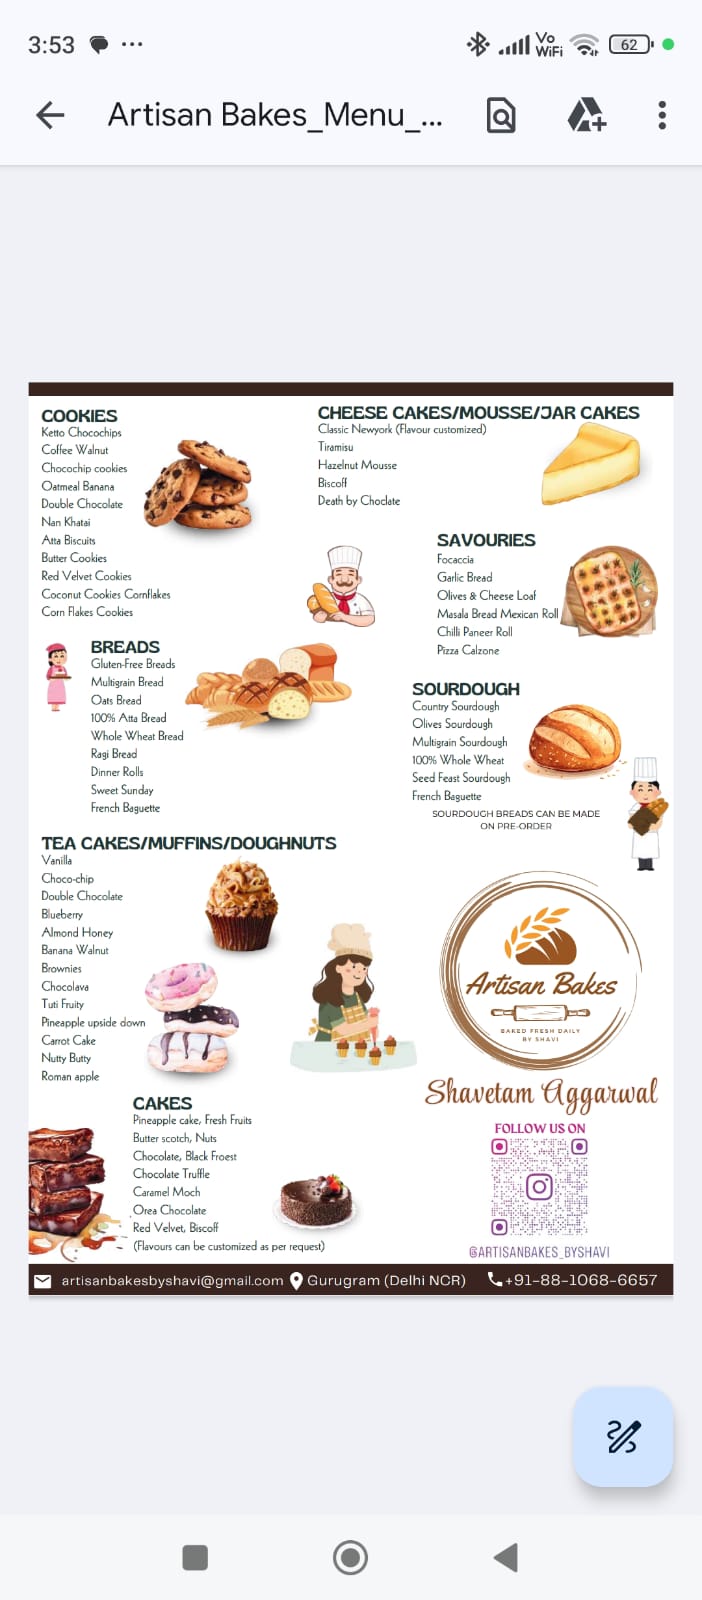 3:53
Vo
WiFi
62
Artisan Bakes_Menu_...
COOKIES
Ketto Chocochips
Coffee Walnut
Chocochip cookies
Oatmeal Banana
Double Chocolate
Nan Khatai
Atta Biscuits
Butter Cookies
Red Velvet Cookies
Coconut Cookies Cornflakes
Corn Flakes Cookies
CHEESE CAKES/MOUSSE/JAR CAKES
Classic Newyork (Flavour customized)
Tiramisu
Hazelnut Mousse
Biscoff
Death by Choclate
SAVOURIES
Focaccia
Garlic Bread
Olives & Cheese Loaf
Masala Bread Mexican Roll
Chilli Paneer Roll
Pizza Calzone
BREADS
Gluten-Free Breads
Multigrain Bread
Oats Bread
100% Atta Bread
Whole Wheat Bread
Ragi Bread
Dinner Rolls
Sweet Sunday
French Baguette
SOURDOUGH
Country Sourdough
Olives Sourdough
Multigrain Sourdough
100% Whole Wheat
Seed Feast Sourdough
French Baguette
SOURDOUGH BREADS CAN BE MADE
ON PRE-ORDER
TEA CAKES/MUFFINS/DOUGHNUTS
Vanilla
Choco-chip
Double Chocolate
Blueberry
Almond Honey
Banana Walnut
Brownies
Chocolava
Tuti Fruity
Pineapple upside down
Carrot Cake
Nutty Butty
Roman apple
Artisan Bakes
BAKED FRESH DAILY
BY SHAVI
Shavetam Aggarwal
CAKES
Pineapple cake, Fresh Fruits
Butter scotch, Nuts
Chocolate, Black Froest
Chocolate Truffle
Caramel Moch
Orea Chocolate
Red Velvet, Biscoff
(Flavours can be customized as per request)
FOLLOW US ON
@ARTISANBAKES_BYSHAVI
artisanbakesbyshavi@gmail.com Gurugram (Delhi NCR) +91-88-1068-6657